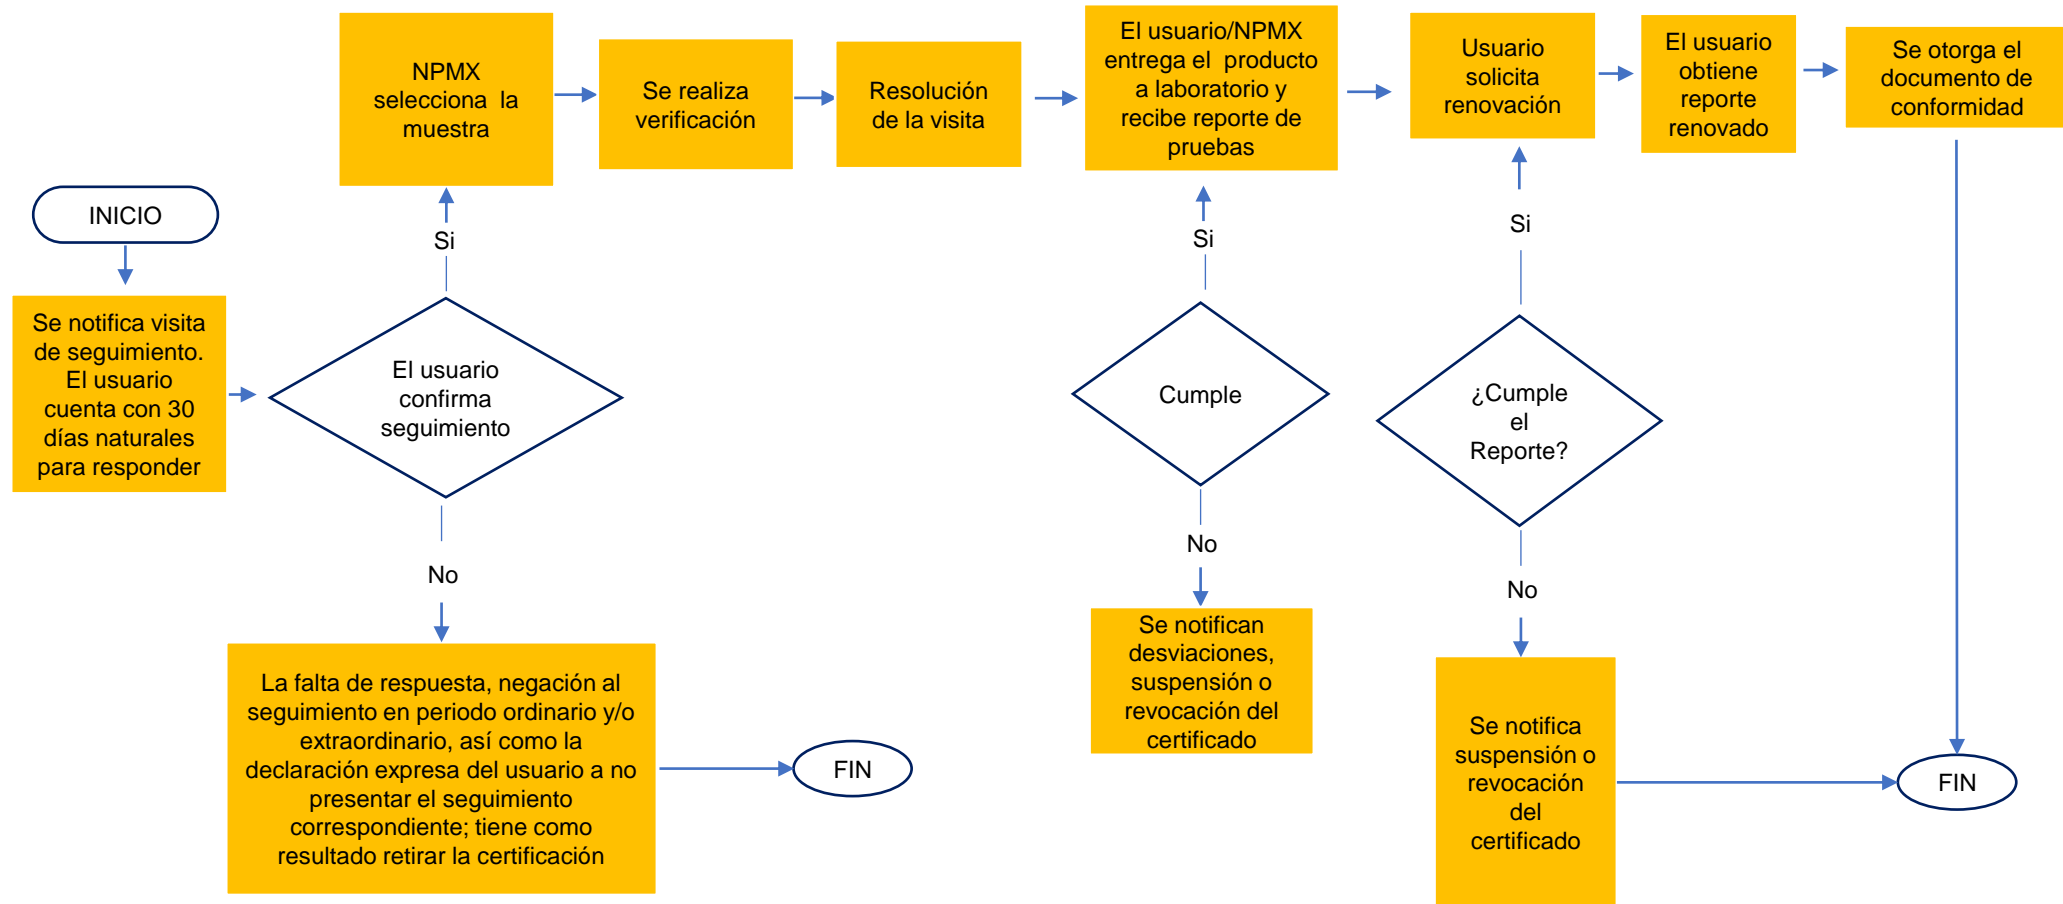 INICIO
Se notifica visita
de seguimiento.
El usuario
cuenta con 30
días naturales
para responder
El usuario
confirma
seguimiento
Si
NPMX
selecciona la
muestra
Se realiza
verificación
Resolución
de la visita
El usuario/NPMX
entrega el producto
a laboratorio y
recibe reporte de
pruebas
Usuario
solicita
renovación
El usuario
obtiene
reporte
renovado
Se otorga el
documento de
conformidad
No
La falta de respuesta, negación al
seguimiento en periodo ordinario y/o
extraordinario, así como la
declaración expresa del usuario a no
presentar el seguimiento
correspondiente; tiene como
resultado retirar la certificación
FIN
Si
Cumple
No
Se notifican
desviaciones,
suspensión o
revocación del
certificado
Si
¿Cumple
el
Reporte?
No
Se notifica
suspensión o
revocación
del
certificado
FIN